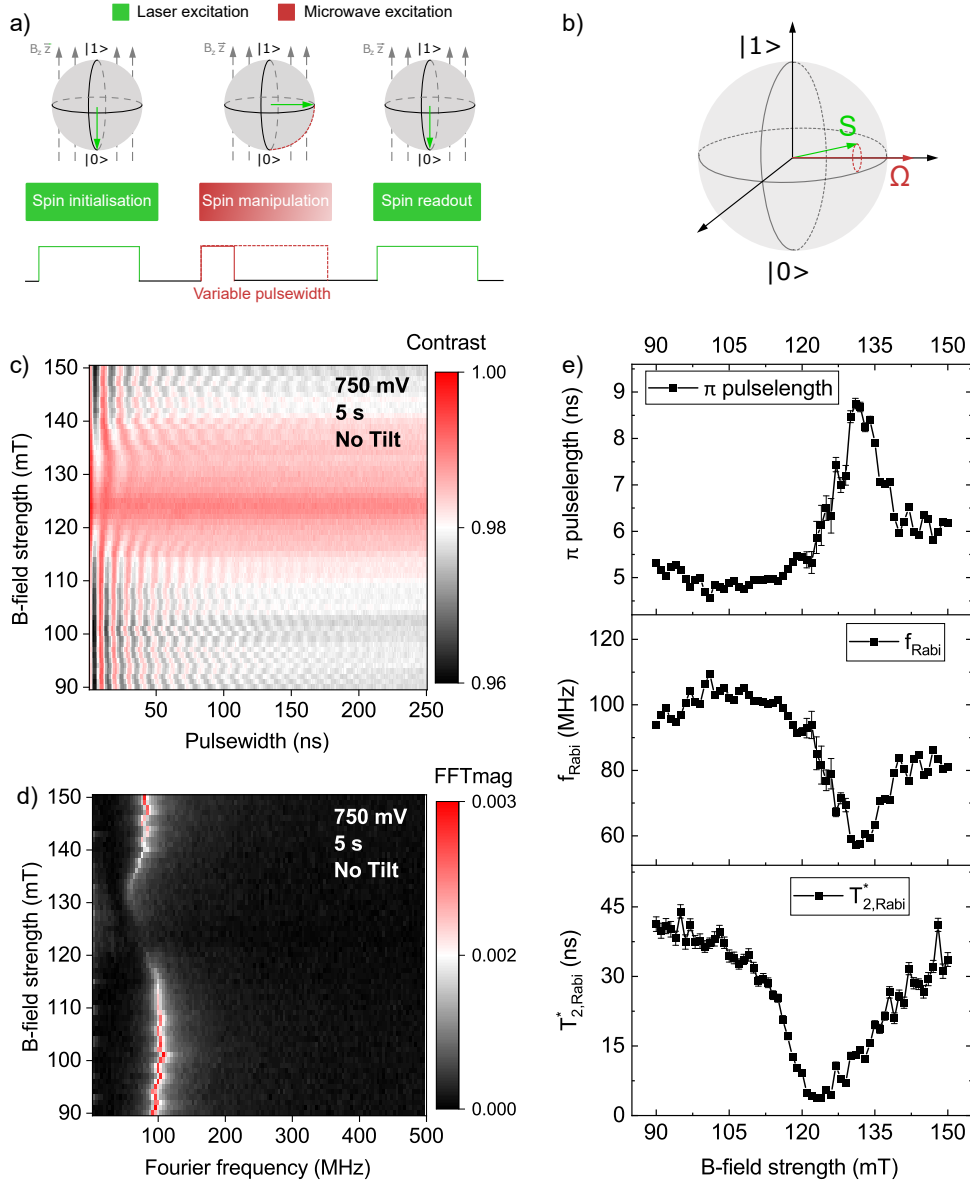 a)
Laser excitation
Microwave excitation
B_z z⃗
|1>
|0>
B_z z⃗
|1>
|0>
B_z z⃗
|1>
|0>
Spin initialisation
Spin manipulation
Spin readout
Variable pulsewidth
b)
|1>
S
Ω
|0>
c)
Contrast
750 mV
5 s
No Tilt
150
140
130
120
110
100
90
B-field strength (mT)
50
100
150
200
250
Pulsewidth (ns)
1.00
0.98
0.96
d)
FFTmag
750 mV
5 s
No Tilt
150
140
130
120
110
100
90
B-field strength (mT)
100
200
300
400
500
Fourier frequency (MHz)
0.003
0.002
0.000
e)
90
105
120
135
150
π pulselength
9
8
7
6
5
π pulselength (ns)
f_Rabi
120
100
80
60
f_Rabi (MHz)
T*_2,Rabi
45
30
15
0
T*_2,Rabi (ns)
90
105
120
135
150
B-field strength (mT)